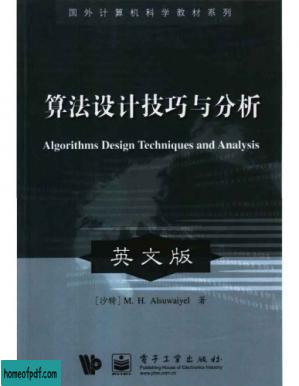 国外计算机科学教材系列
算法设计技巧与分析
Algorithms Design Techniques and Analysis
英文版
[沙特] M. H. Alsuwaiyel 著
电子工业出版社
Publishing House of Electronics Industry
homeofpdf.com